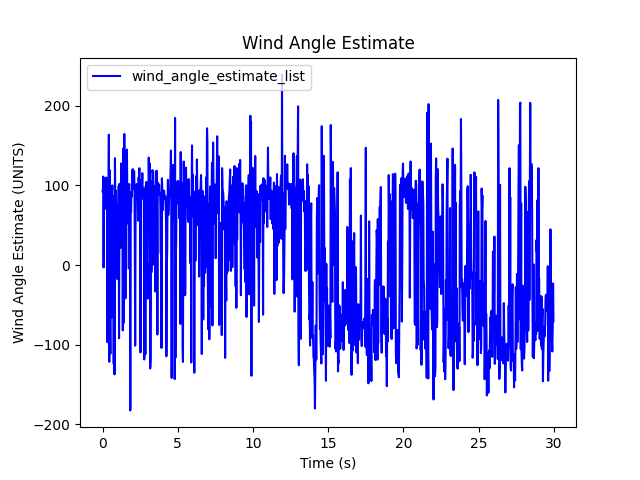 Wind Angle Estimate
wind_angle_estimate_list
Wind Angle Estimate (UNITS)
200
100
0
−100
−200
0 5 10 15 20 25 30
Time (s)